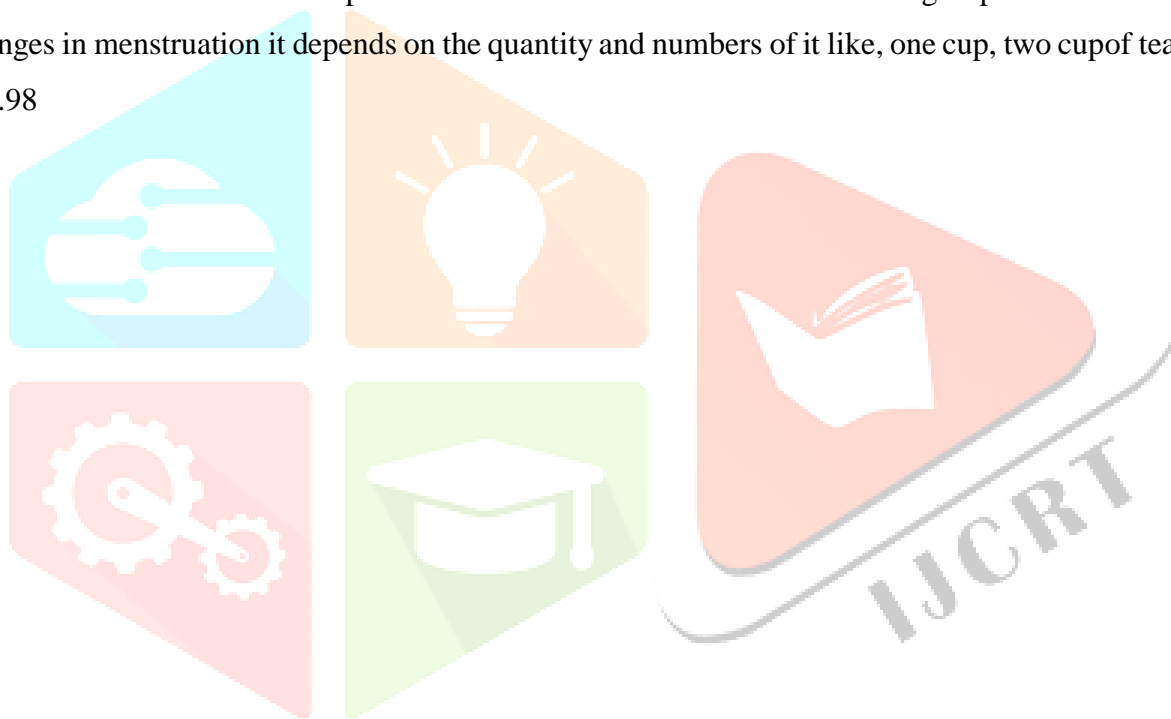 nges in menstruation it depends on the quantity and numbers of it like, one cup, two cupof tea
.98
IJCRT